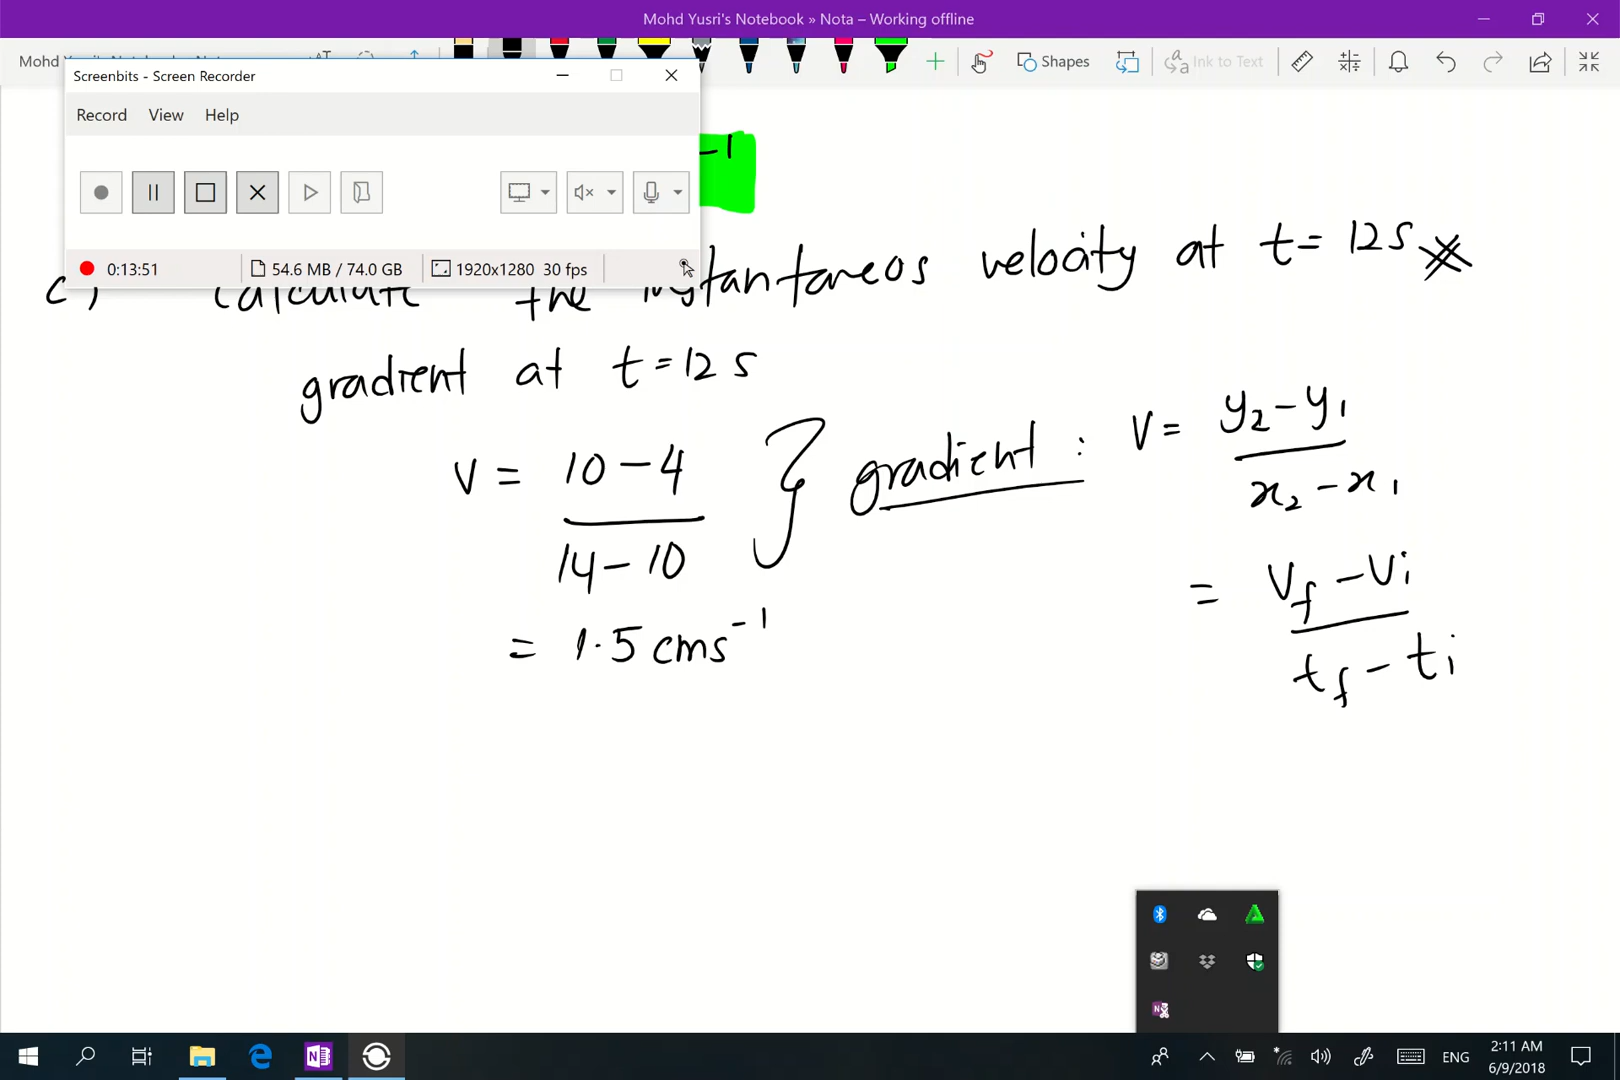 Mohd Yusri's Notebook » Nota – Working offline
Mohd
Shapes
Ink to Text
Screenbits - Screen Recorder
Record View Help
-1
0:13:51
54.6 MB / 74.0 GB
1920x1280 30 fps
c) Calculate the instantaneos velocity at t = 12 s
gradient at t = 12 s
v = 10 - 4
14 - 10
gradient : v = y2 - y1
x2 - x1
= 1.5 cms-1
= vf - vi
tf - ti
ENG
2:11 AM
6/9/2018